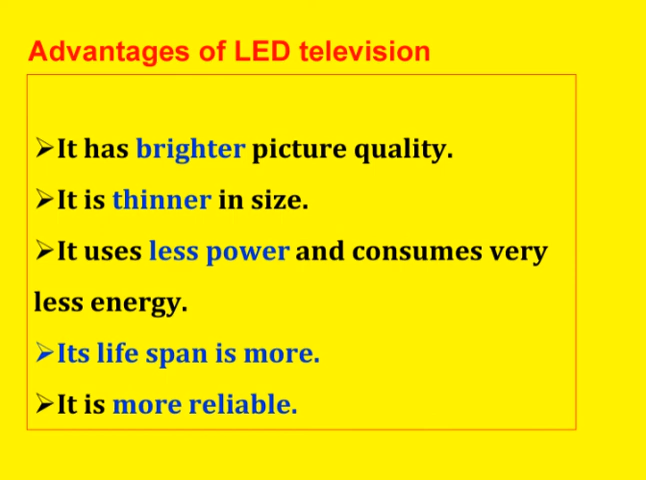 Advantages of LED television
➢It has brighter picture quality.
➢It is thinner in size.
➢It uses less power and consumes very
less energy.
➢Its life span is more.
➢It is more reliable.